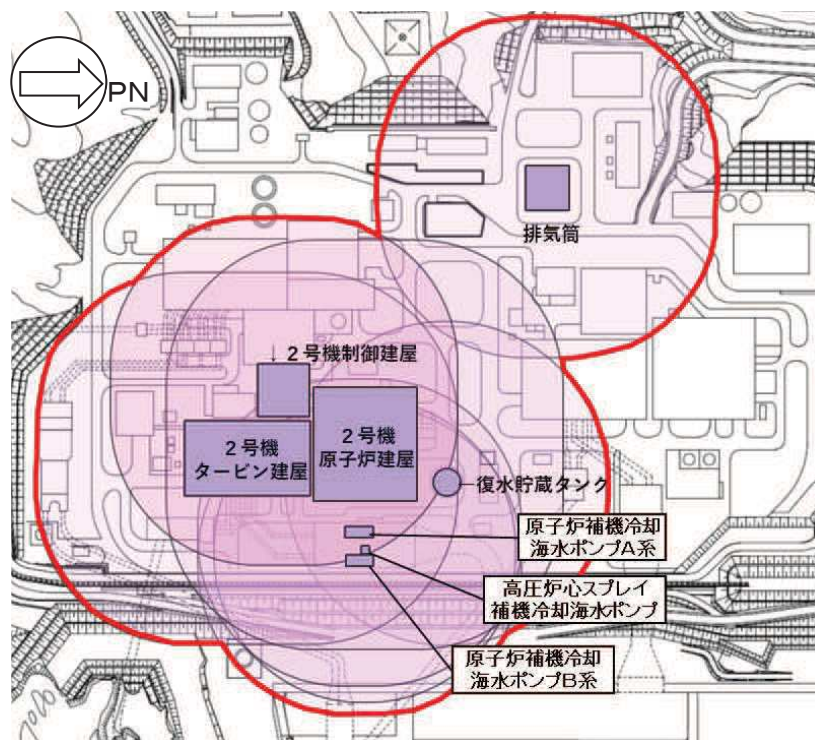 PN
排気筒
↓ 2号機制御建屋
2号機
タービン建屋
2号機
原子炉建屋
復水貯蔵タンク
原子炉補機冷却
海水ポンプA系
高圧炉心スプレイ
補機冷却海水ポンプ
原子炉補機冷却
海水ポンプB系